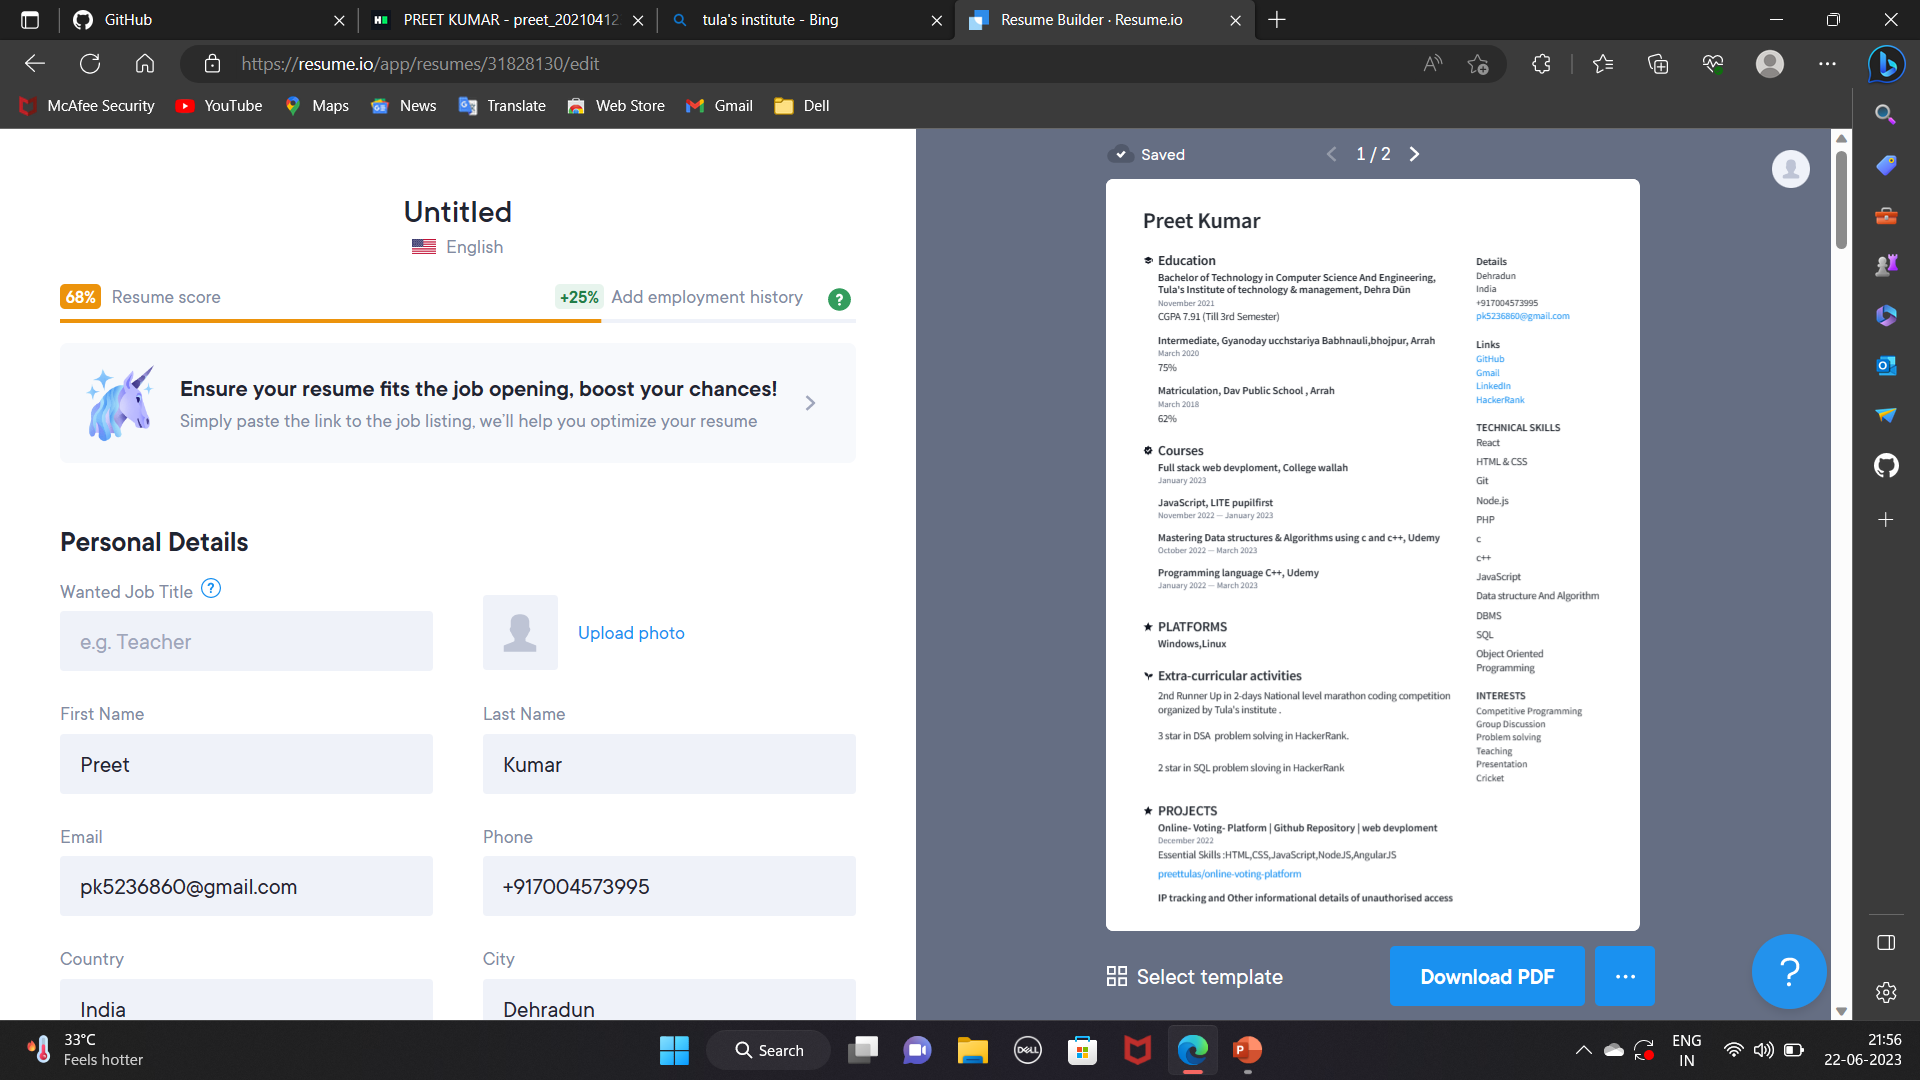 GitHub
PREET KUMAR - preet_20210412
tula's institute - Bing
Resume Builder · Resume.io
https://resume.io/app/resumes/31828130/edit
McAfee Security
YouTube
Maps
News
Translate
Web Store
Gmail
Dell
Untitled
English
68% Resume score
+25% Add employment history
?
Ensure your resume fits the job opening, boost your chances!
Simply paste the link to the job listing, we'll help you optimize your resume
Personal Details
Wanted Job Title ?
e.g. Teacher
Upload photo
First Name
Preet
Last Name
Kumar
Email
pk5236860@gmail.com
Phone
+917004573995
Country
India
City
Dehradun
Saved
1 / 2
Preet Kumar
Education
Bachelor of Technology in Computer Science And Engineering,
Tula's Institute of technology & management, Dehra Dūn
November 2021
CGPA 7.91 (Till 3rd Semester)
Intermediate, Gyanoday ucchstariya Babhnauli,bhojpur, Arrah
March 2020
75%
Matriculation, Dav Public School , Arrah
March 2018
62%
Courses
Full stack web devploment, College wallah
January 2023
JavaScript, LITE pupilfirst
November 2022 — January 2023
Mastering Data structures & Algorithms using c and c++, Udemy
October 2022 — March 2023
Programming language C++, Udemy
January 2022 — March 2023
PLATFORMS
Windows,Linux
Extra-curricular activities
2nd Runner Up in 2-days National level marathon coding competition
organized by Tula's institute .
3 star in DSA problem solving in HackerRank.
2 star in SQL problem sloving in HackerRank
PROJECTS
Online- Voting- Platform | Github Repository | web devploment
December 2022
Essential Skills :HTML,CSS,JavaScript,NodeJS,AngularJS
preettulas/online-voting-platform
IP tracking and Other informational details of unauthorised access
Details
Dehradun
India
+917004573995
pk5236860@gmail.com
Links
GitHub
Gmail
LinkedIn
HackerRank
TECHNICAL SKILLS
React
HTML & CSS
Git
Node.js
PHP
c
c++
JavaScript
Data structure And Algorithm
DBMS
SQL
Object Oriented
Programming
INTERESTS
Competitive Programming
Group Discussion
Problem solving
Teaching
Presentation
Cricket
Select template
Download PDF
?
33°C
Feels hotter
Search
DELL
ENG
IN
21:56
22-06-2023